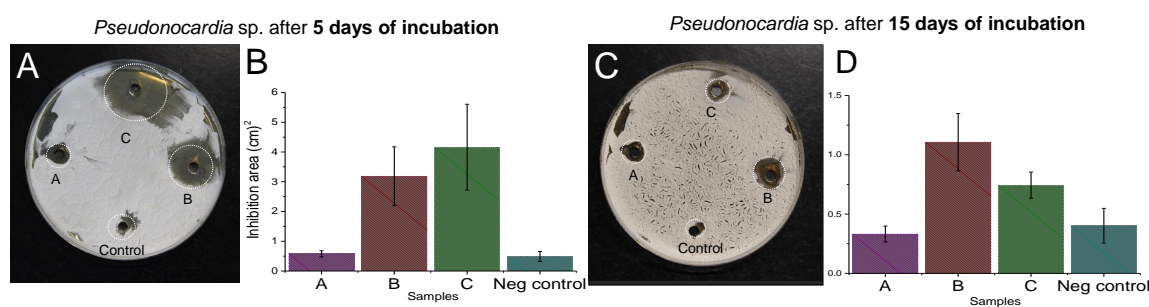 Pseudonocardia sp. after 5 days of incubation
Pseudonocardia sp. after 15 days of incubation
A
C
A
B
Control
B
Inhibition area (cm)²
6
5
4
3
2
1
0
A B C Neg control
Samples
C
C
A
B
Control
D
1.5
1.0
0.5
0.0
A B C Neg control
Samples